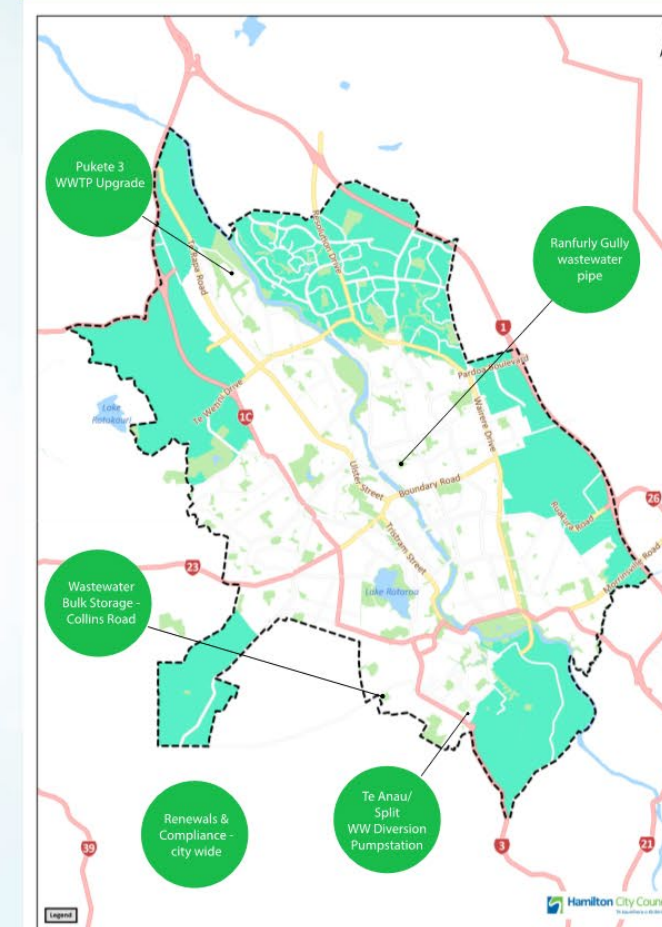 Pukete 3
WWTP Upgrade
Ranfurly Gully
wastewater
pipe
Resolution Drive
Te Rapa Road
1
Pardoa Boulevard
Lake
Rotokauri
Te Wetini Drive
1C
Wairere Drive
Ulster Street
Boundary Road
26
Ruakura Road
Tristram Street
23
Morrinsville Road
Wastewater
Bulk Storage -
Collins Road
Lake Rotoroa
Te Anau/
Split
WW Diversion
Pumpstation
Renewals &
Compliance -
city wide
39
3
21
Legend
Hamilton City Counc